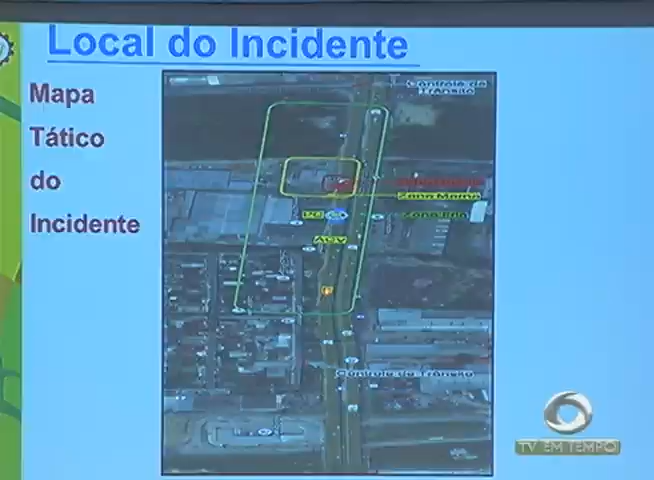 Local do Incidente
Mapa
Tático
do
Incidente
Controle de
Trânsito
Zona Morna
Zona Fria
PC
ACV
Controle de Trânsito
TV EM TEMPO